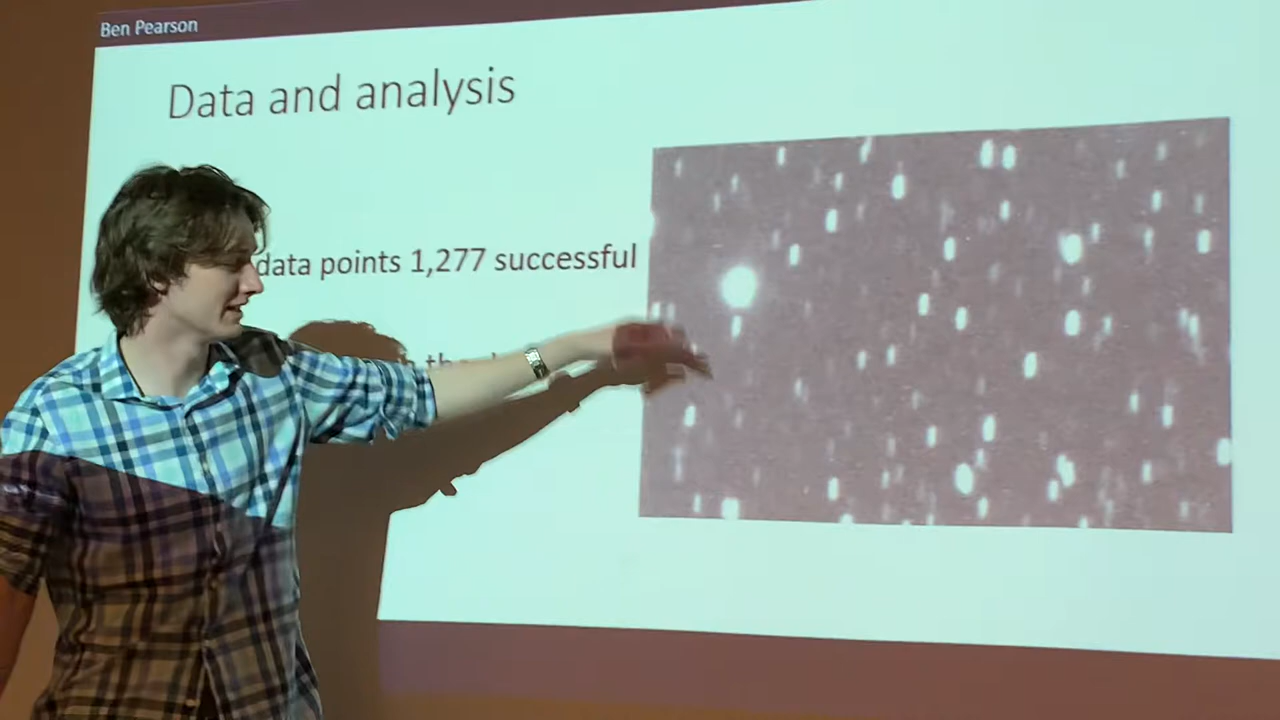 Ben Pearson
Data and analysis
data points 1,277 successful